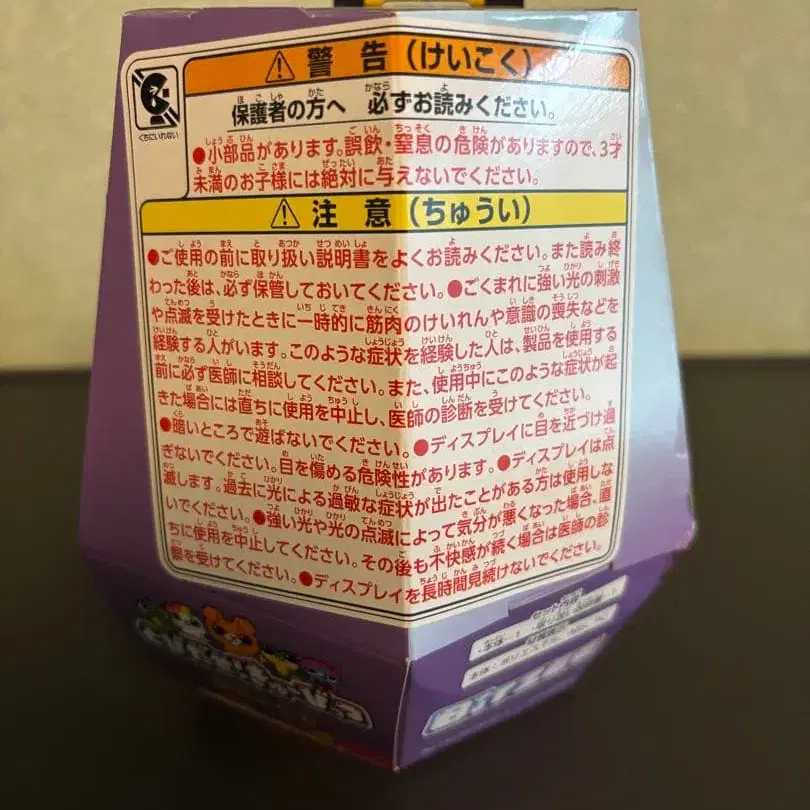 警告(けいこく)
くちにいれない
保護者の方へ 必ずお読みください。
●小部品があります。誤飲・窒息の危険がありますので、3才
未満のお子様には絶対に与えないでください。
注意(ちゅうい)
●ご使用の前に取り扱い説明書をよくお読みください。また読み終
わった後は、必ず保管しておいてください。●ごくまれに強い光の刺激
や点滅を受けたときに一時的に筋肉のけいれんや意識の喪失などを
経験する人がいます。このような症状を経験した人は、製品を使用する
前に必ず医師に相談してください。また、使用中にこのような症状が起
きた場合には直ちに使用を中止し、医師の診断を受けてください。
●暗いところで遊ばないでください。●ディスプレイに目を近づけ過
ぎないでください。目を傷める危険性があります。●ディスプレイは点
滅します。過去に光による過敏な症状が出たことがある方は使用しな
いでください。●強い光や光の点滅によって気分が悪くなった場合、直
ちに使用を中止してください。その後も不快感が続く場合は医師の診
察を受けてください。●ディスプレイを長時間見続けないでください。